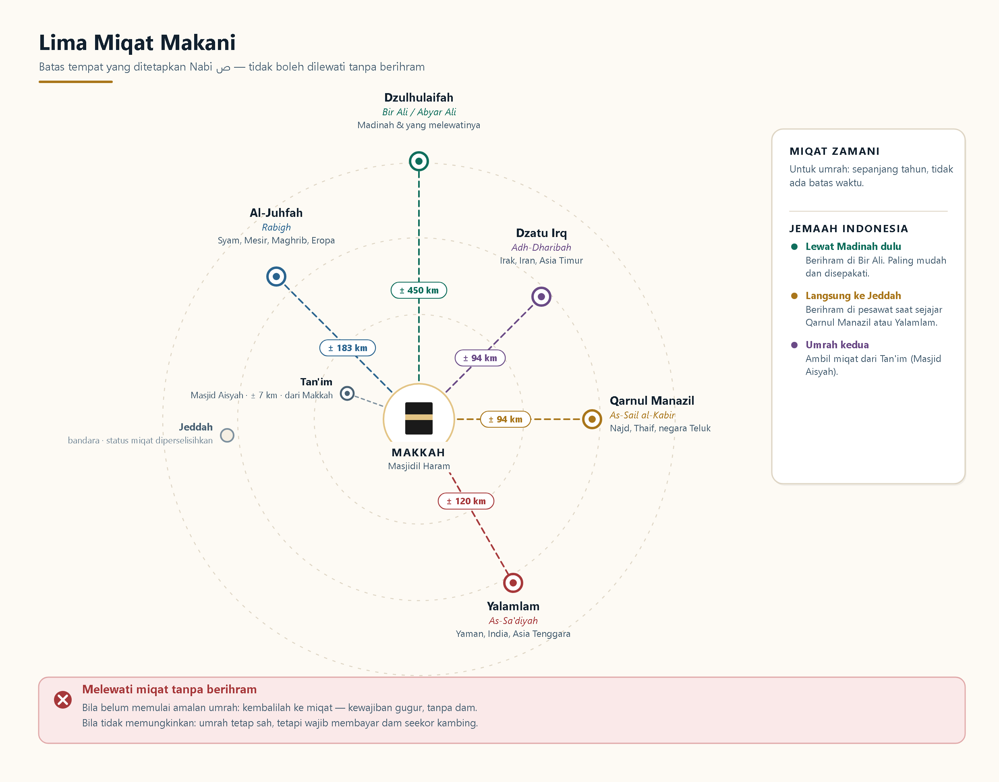 Lima Miqat Makani
Batas tempat yang ditetapkan Nabi ص — tidak boleh dilewati tanpa berihram
Dzulhulaifah
Bir Ali / Abyar Ali
Madinah & yang melewatinya
Al-Juhfah
Rabigh
Syam, Mesir, Maghrib, Eropa
Dzatu Irq
Adh-Dharibah
Irak, Iran, Asia Timur
± 450 km
± 183 km
± 94 km
Tan'im
Masjid Aisyah · ± 7 km · dari Makkah
Jeddah
bandara · status miqat diperselisihkan
± 94 km
Qarnul Manazil
As-Sail al-Kabir
Najd, Thaif, negara Teluk
MAKKAH
Masjidil Haram
± 120 km
Yalamlam
As-Sa'diyah
Yaman, India, Asia Tenggara
MIQAT ZAMANI
Untuk umrah: sepanjang tahun, tidak
ada batas waktu.
JEMAAH INDONESIA
Lewat Madinah dulu
Berihram di Bir Ali. Paling mudah
dan disepakati.
Langsung ke Jeddah
Berihram di pesawat saat sejajar
Qarnul Manazil atau Yalamlam.
Umrah kedua
Ambil miqat dari Tan'im (Masjid
Aisyah).
Melewati miqat tanpa berihram
Bila belum memulai amalan umrah: kembalilah ke miqat — kewajiban gugur, tanpa dam.
Bila tidak memungkinkan: umrah tetap sah, tetapi wajib membayar dam seekor kambing.